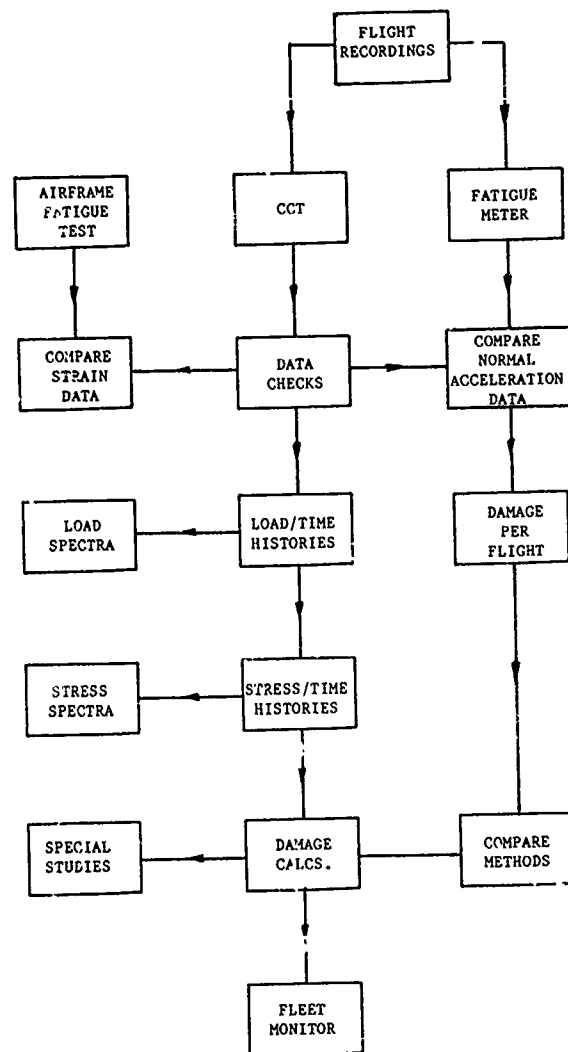 FLIGHT
RECORDINGS
AIRFRAME
FATIGUE
TEST
CCT
FATIGUE
METER
COMPARE
STRAIN
DATA
DATA
CHECKS
COMPARE
NORMAL
ACCELERATION
DATA
LOAD
SPECTRA
LOAD/TIME
HISTORIES
DAMAGE
PER
FLIGHT
STRESS
SPECTRA
STRESS/TIME
HISTORIES
SPECIAL
STUDIES
DAMAGE
CALCS.
COMPARE
METHODS
FLEET
MONITOR